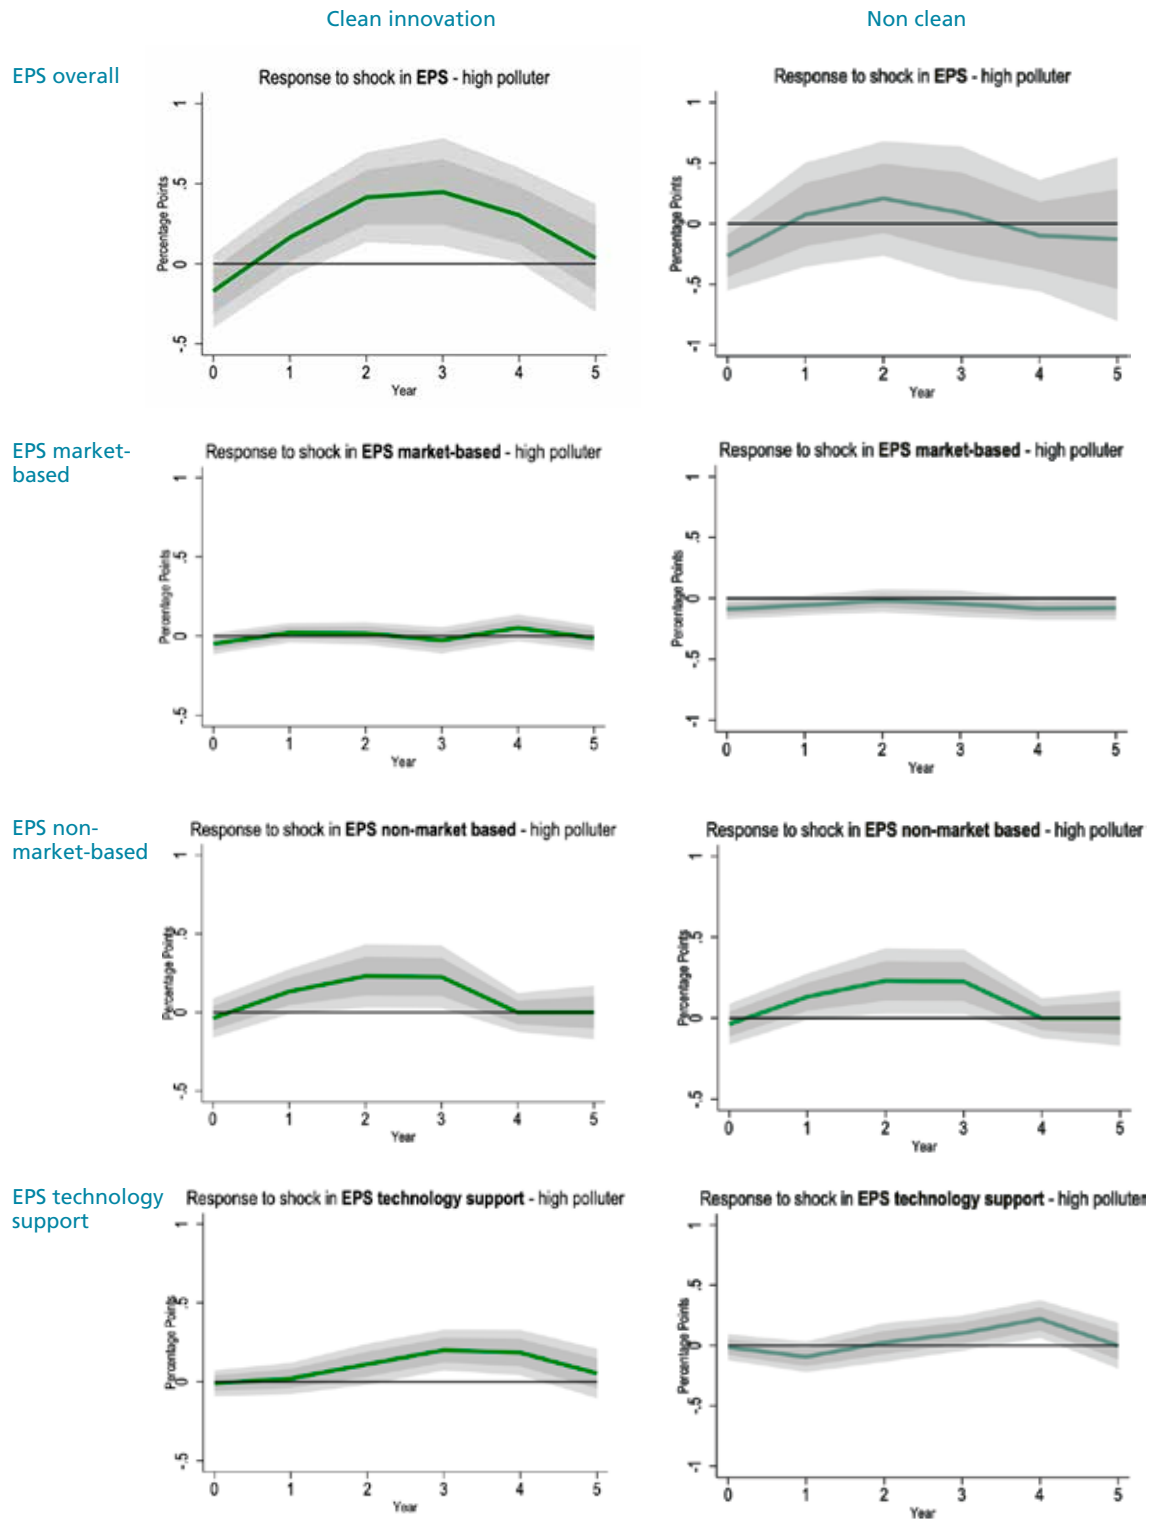 Clean innovation
Non clean
EPS overall
Response to shock in EPS - high polluter
Percentage Points
1
.5
0
-.5
0 1 2 3 4 5
Year
Response to shock in EPS - high polluter
Percentage Points
1
.5
0
-.5
-1
0 1 2 3 4 5
Year
EPS market-
based
Response to shock in EPS market-based - high polluter
Percentage Points
1
.5
0
-.5
0 1 2 3 4 5
Year
Response to shock in EPS market-based - high polluter
Percentage Points
1
.5
0
-.5
-1
0 1 2 3 4 5
Year
EPS non-
market-based
Response to shock in EPS non-market based - high polluter
Percentage Points
1
.5
0
-.5
0 1 2 3 4 5
Year
Response to shock in EPS non-market based - high polluter
Percentage Points
1
.5
0
-.5
0 1 2 3 4 5
Year
EPS technology
support
Response to shock in EPS technology support - high polluter
Percentage Points
1
.5
0
-.5
0 1 2 3 4 5
Year
Response to shock in EPS technology support - high polluter
Percentage Points
1
.5
0
-.5
-1
0 1 2 3 4 5
Year